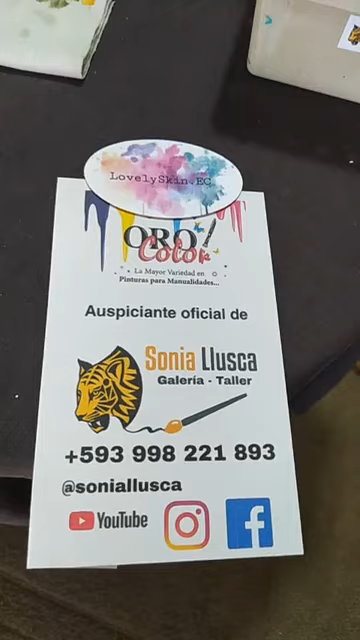 LovelySkin.EC
ORO
Color
La Mayor Variedad en
Pinturas para Manualidades...
Auspiciante oficial de
Sonia Llusca
Galería - Taller
+593 998 221 893
@soniallusca
YouTube